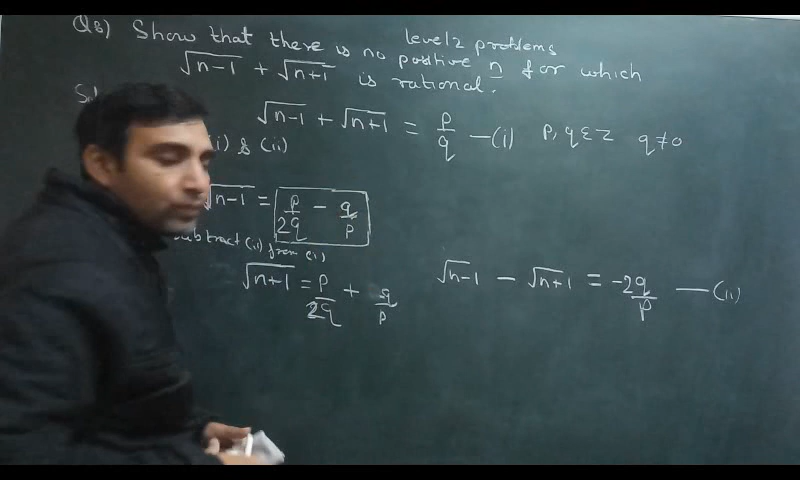 level 2 problems
Q8) Show that there is no positive n for which
√n-1 + √n+1 is rational.
√n-1 + √n+1 = p/q —(i) p, q ε z q ≠ 0
i) & (ii)
√n-1 = p/2q - q/p
subtract (ii) from (i)
√n+1 = p/2q + q/p
√n-1 - √n+1 = -2q/p —(ii)